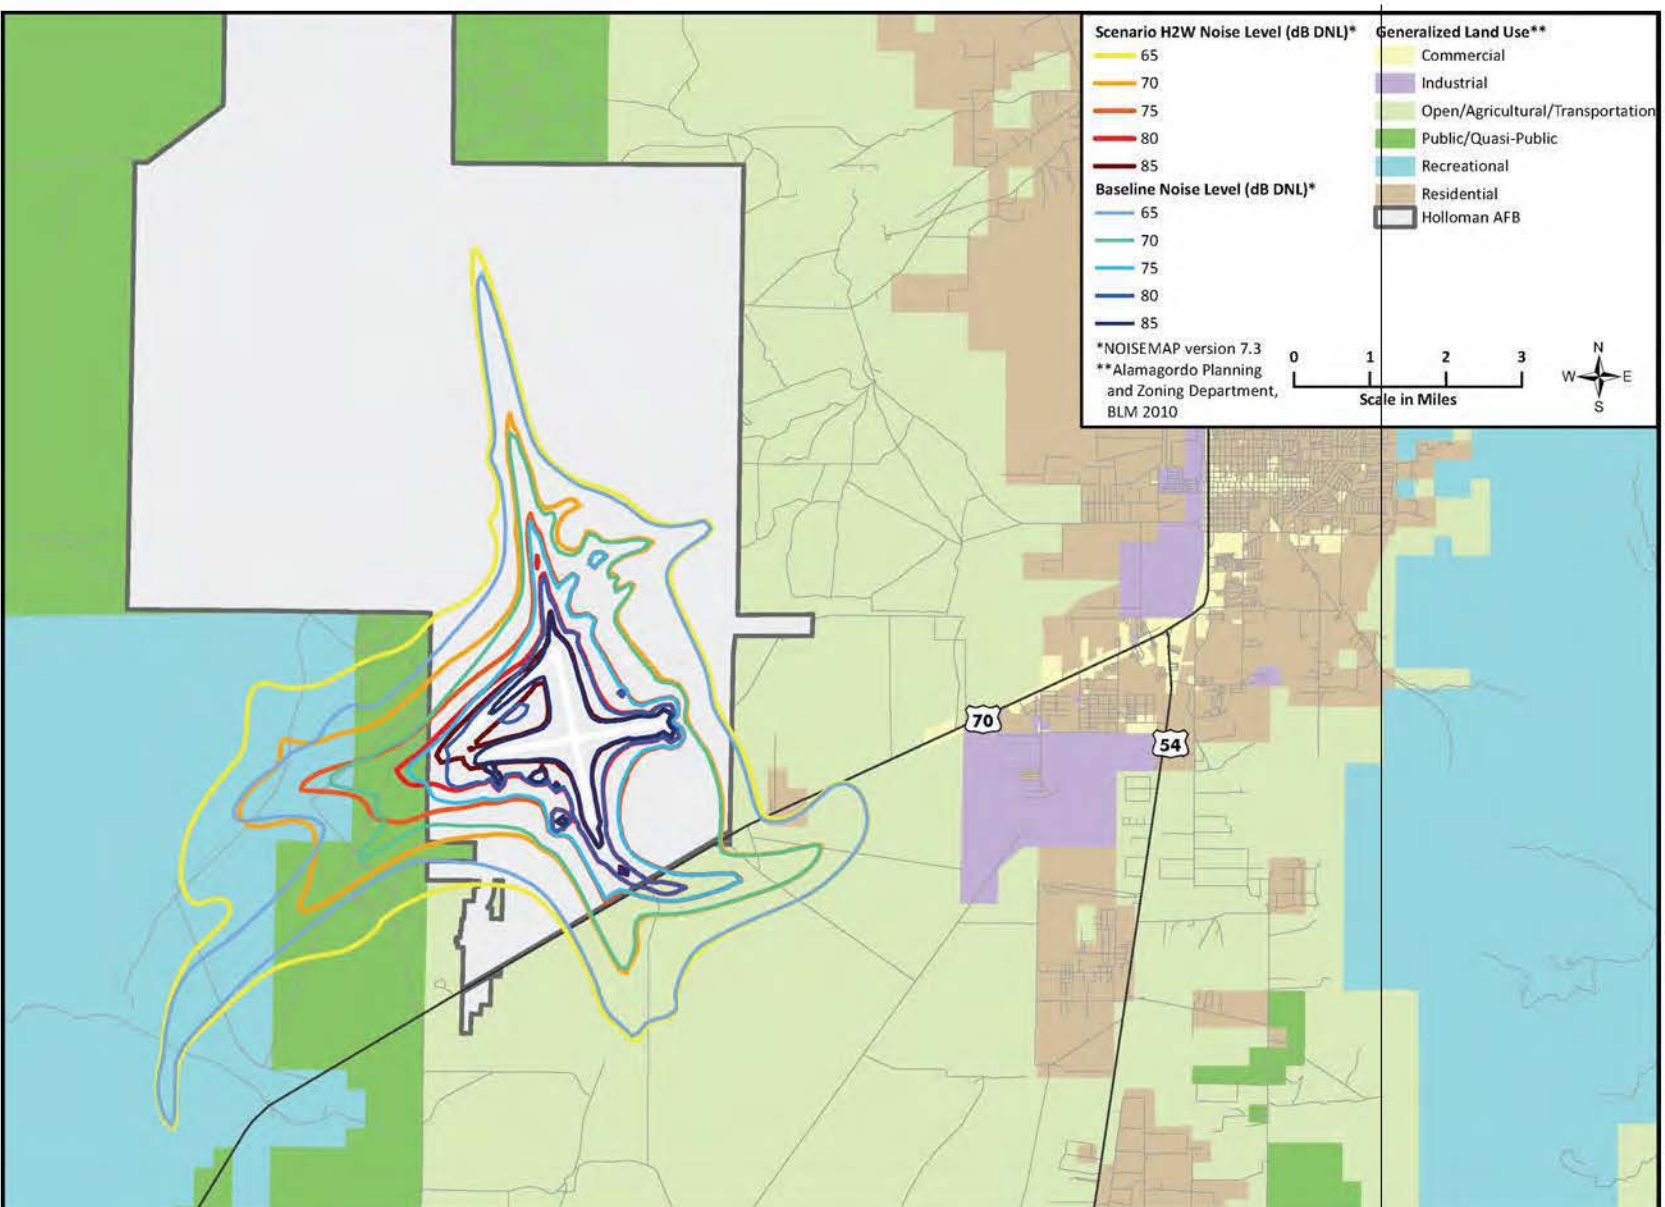 Scenario H2W Noise Level (dB DNL)*
65
70
75
80
85
Baseline Noise Level (dB DNL)*
65
70
75
80
85
*NOISEMAP version 7.3
**Alamagordo Planning
and Zoning Department,
BLM 2010
Generalized Land Use**
Commercial
Industrial
Open/Agricultural/Transportation
Public/Quasi-Public
Recreational
Residential
Holloman AFB
0 1 2 3
Scale in Miles
N
W E
S
70
54